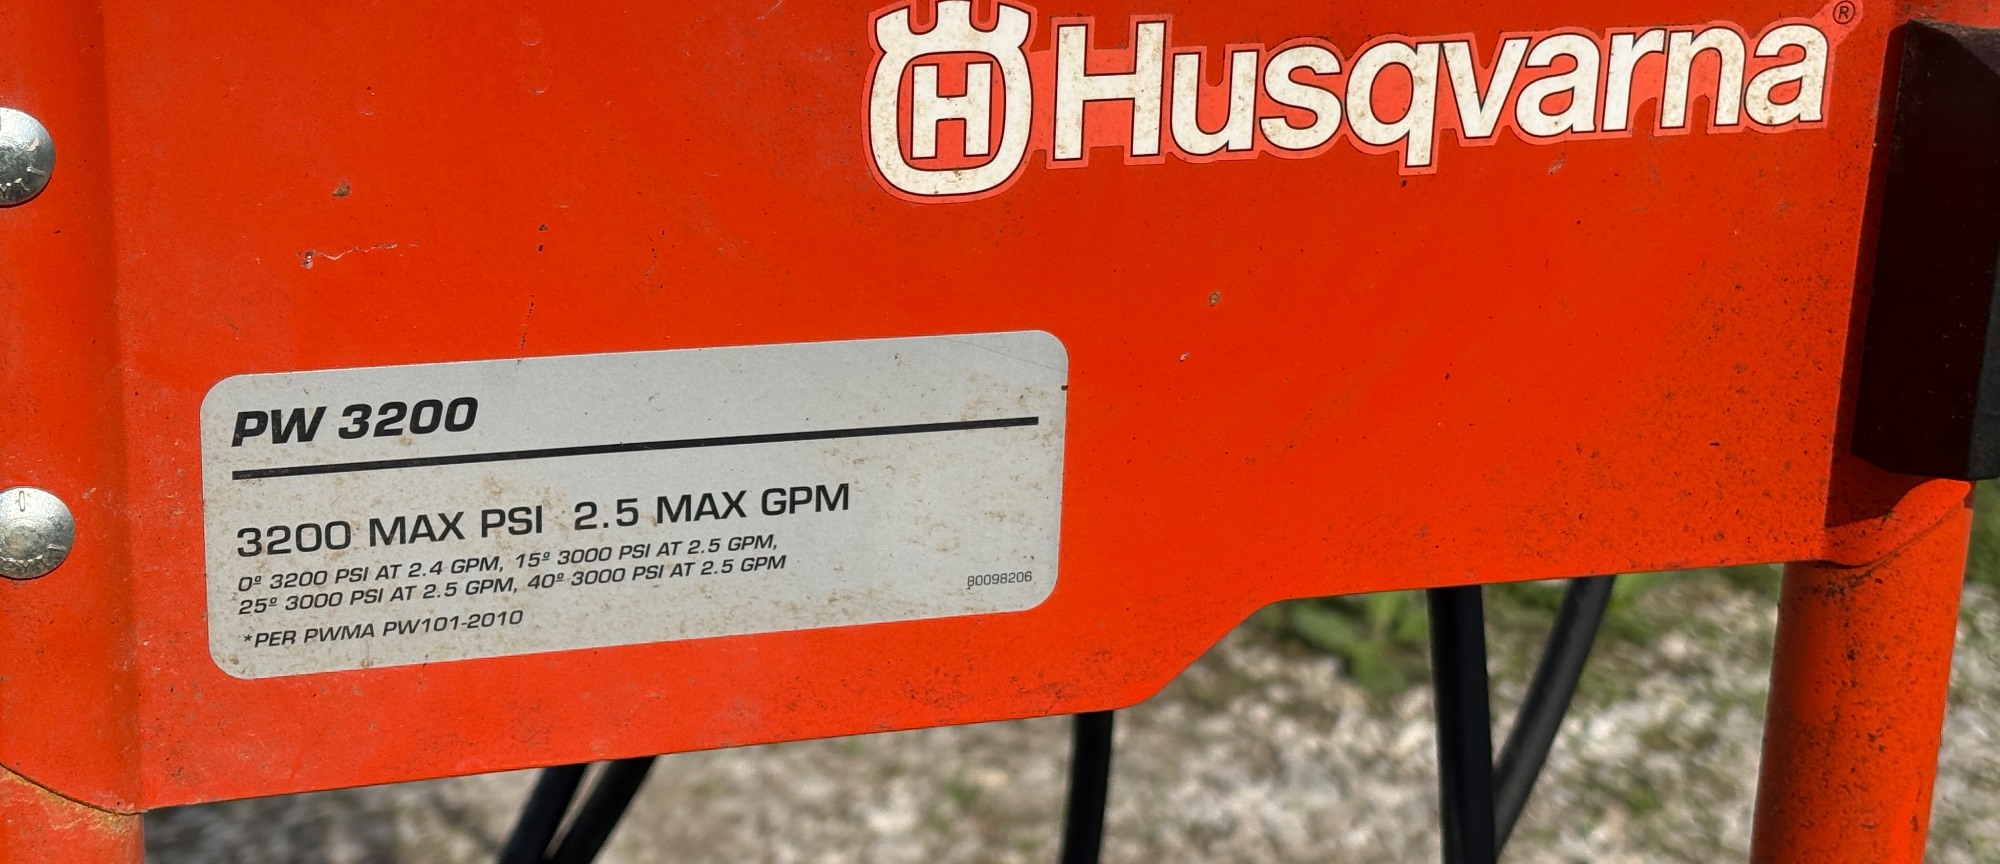 H Husqvarna®
PW 3200
3200 MAX PSI 2.5 MAX GPM
0º 3200 PSI AT 2.4 GPM, 15º 3000 PSI AT 2.5 GPM,
25º 3000 PSI AT 2.5 GPM, 40º 3000 PSI AT 2.5 GPM
80098206
*PER PWMA PW101-2010